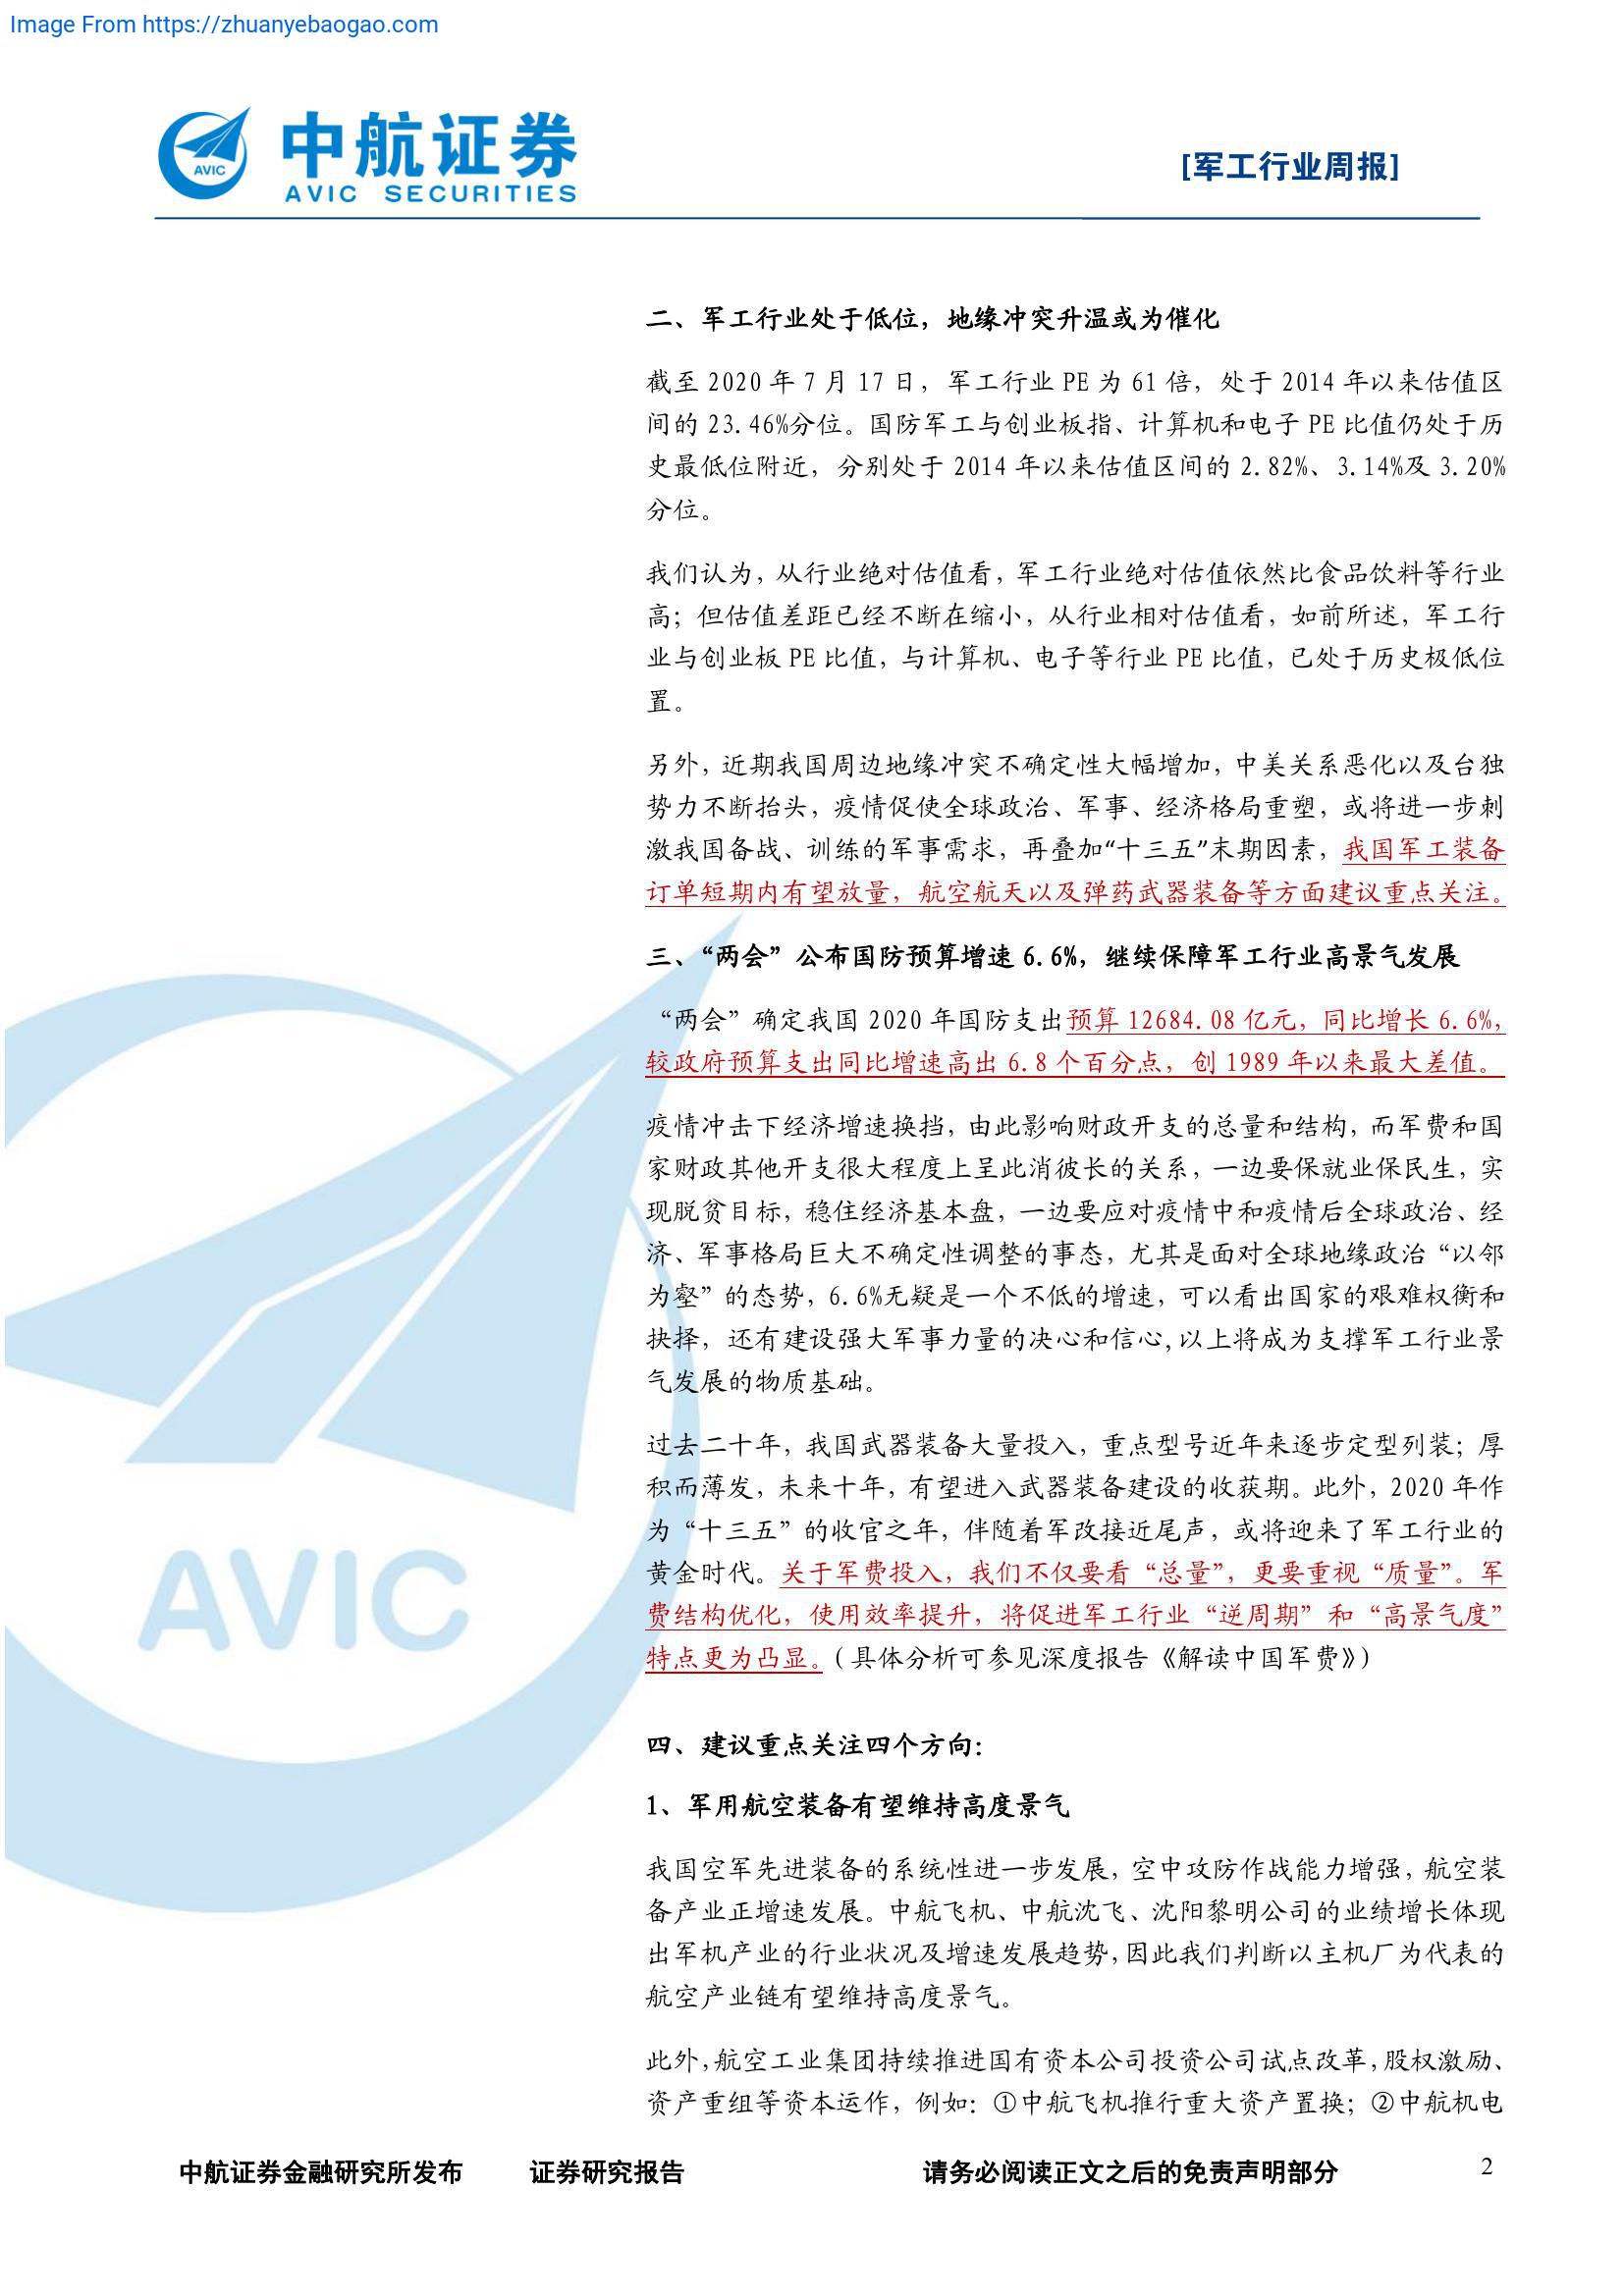 Image From https://zhuanyebaogao.com
AVIC
中航证券
AVIC SECURITIES
[军工行业周报]
二、军工行业处于低位，地缘冲突升温或为催化
截至 2020 年 7 月 17 日，军工行业 PE 为 61 倍，处于 2014 年以来估值区
间的 23.46%分位。国防军工与创业板指、计算机和电子 PE 比值仍处于历
史最低位附近，分别处于 2014 年以来估值区间的 2.82%、3.14%及 3.20%
分位。
我们认为，从行业绝对估值看，军工行业绝对估值依然比食品饮料等行业
高；但估值差距已经不断在缩小，从行业相对估值看，如前所述，军工行
业与创业板 PE 比值，与计算机、电子等行业 PE 比值，已处于历史极低位
置。
另外，近期我国周边地缘冲突不确定性大幅增加，中美关系恶化以及台独
势力不断抬头，疫情促使全球政治、军事、经济格局重塑，或将进一步刺
激我国备战、训练的军事需求，再叠加“十三五”末期因素，我国军工装备
订单短期内有望放量，航空航天以及弹药武器装备等方面建议重点关注。
三、“两会”公布国防预算增速 6.6%，继续保障军工行业高景气发展
“两会”确定我国 2020 年国防支出预算 12684.08 亿元，同比增长 6.6%，
较政府预算支出同比增速高出 6.8 个百分点，创 1989 年以来最大差值。
疫情冲击下经济增速换挡，由此影响财政开支的总量和结构，而军费和国
家财政其他开支很大程度上呈此消彼长的关系，一边要保就业保民生，实
现脱贫目标，稳住经济基本盘，一边要应对疫情中和疫情后全球政治、经
济、军事格局巨大不确定性调整的事态，尤其是面对全球地缘政治“以邻
为壑”的态势，6.6%无疑是一个不低的增速，可以看出国家的艰难权衡和
抉择，还有建设强大军事力量的决心和信心,以上将成为支撑军工行业景
气发展的物质基础。
过去二十年，我国武器装备大量投入，重点型号近年来逐步定型列装；厚
积而薄发，未来十年，有望进入武器装备建设的收获期。此外，2020 年作
为“十三五”的收官之年，伴随着军改接近尾声，或将迎来了军工行业的
黄金时代。关于军费投入，我们不仅要看“总量”，更要重视“质量”。军
费结构优化，使用效率提升，将促进军工行业“逆周期”和“高景气度”
特点更为凸显。（具体分析可参见深度报告《解读中国军费》）
四、建议重点关注四个方向：
1、军用航空装备有望维持高度景气
我国空军先进装备的系统性进一步发展，空中攻防作战能力增强，航空装
备产业正增速发展。中航飞机、中航沈飞、沈阳黎明公司的业绩增长体现
出军机产业的行业状况及增速发展趋势,因此我们判断以主机厂为代表的
航空产业链有望维持高度景气。
此外,航空工业集团持续推进国有资本公司投资公司试点改革,股权激励、
资产重组等资本运作，例如：①中航飞机推行重大资产置换；②中航机电
AVIC
中航证券金融研究所发布 证券研究报告 请务必阅读正文之后的免责声明部分 2